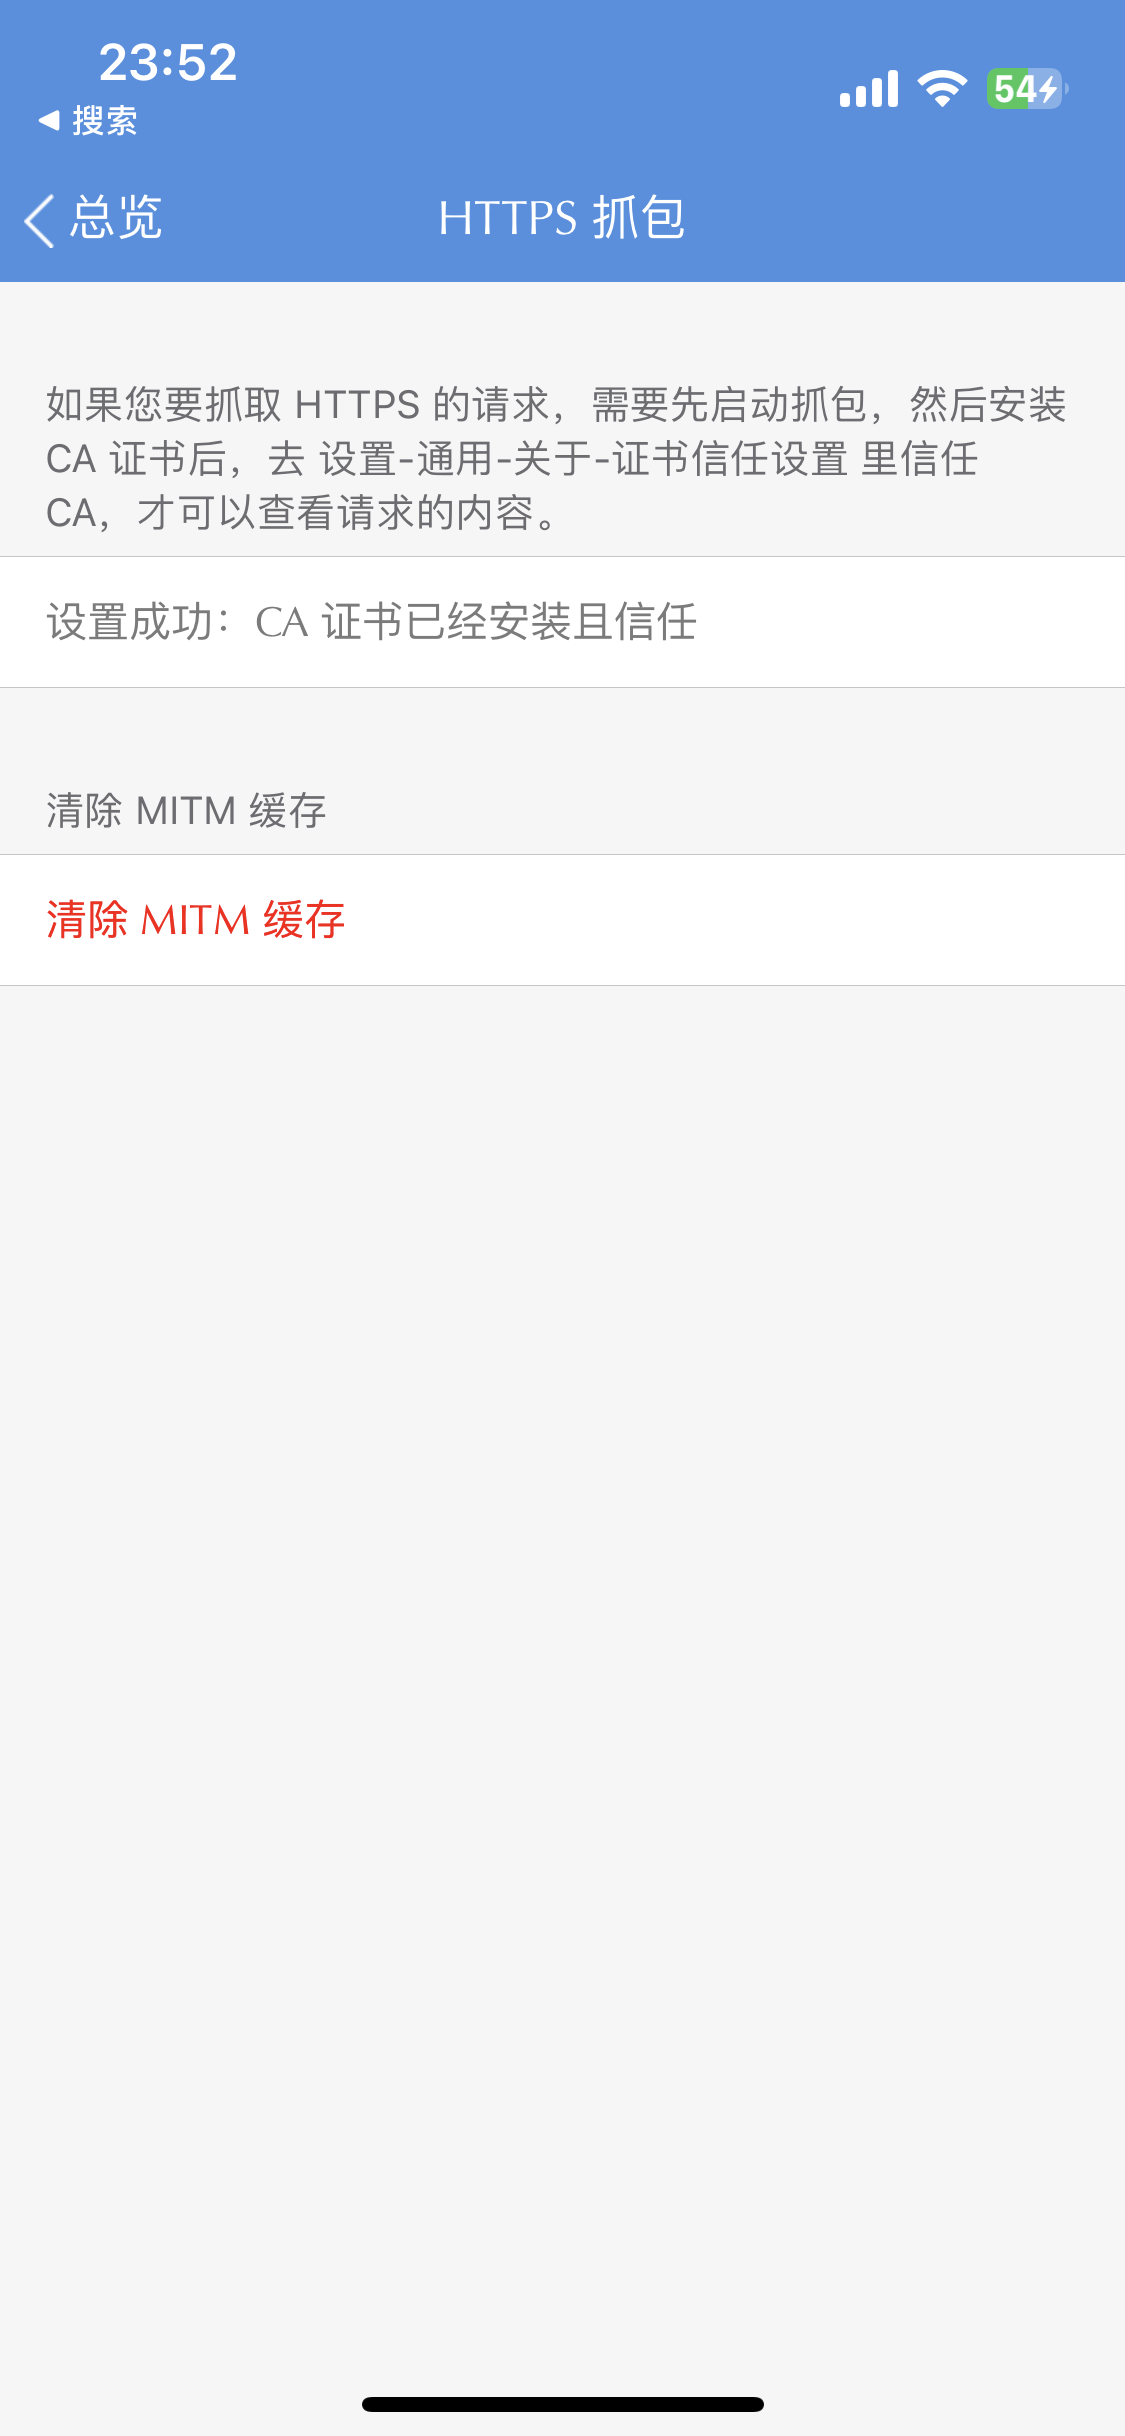 23:52
54
◀ 搜索
总览
HTTPS 抓包
如果您要抓取 HTTPS 的请求，需要先启动抓包，然后安装
CA 证书后，去 设置-通用-关于-证书信任设置 里信任
CA，才可以查看请求的内容。
设置成功：CA 证书已经安装且信任
清除 MITM 缓存
清除 MITM 缓存